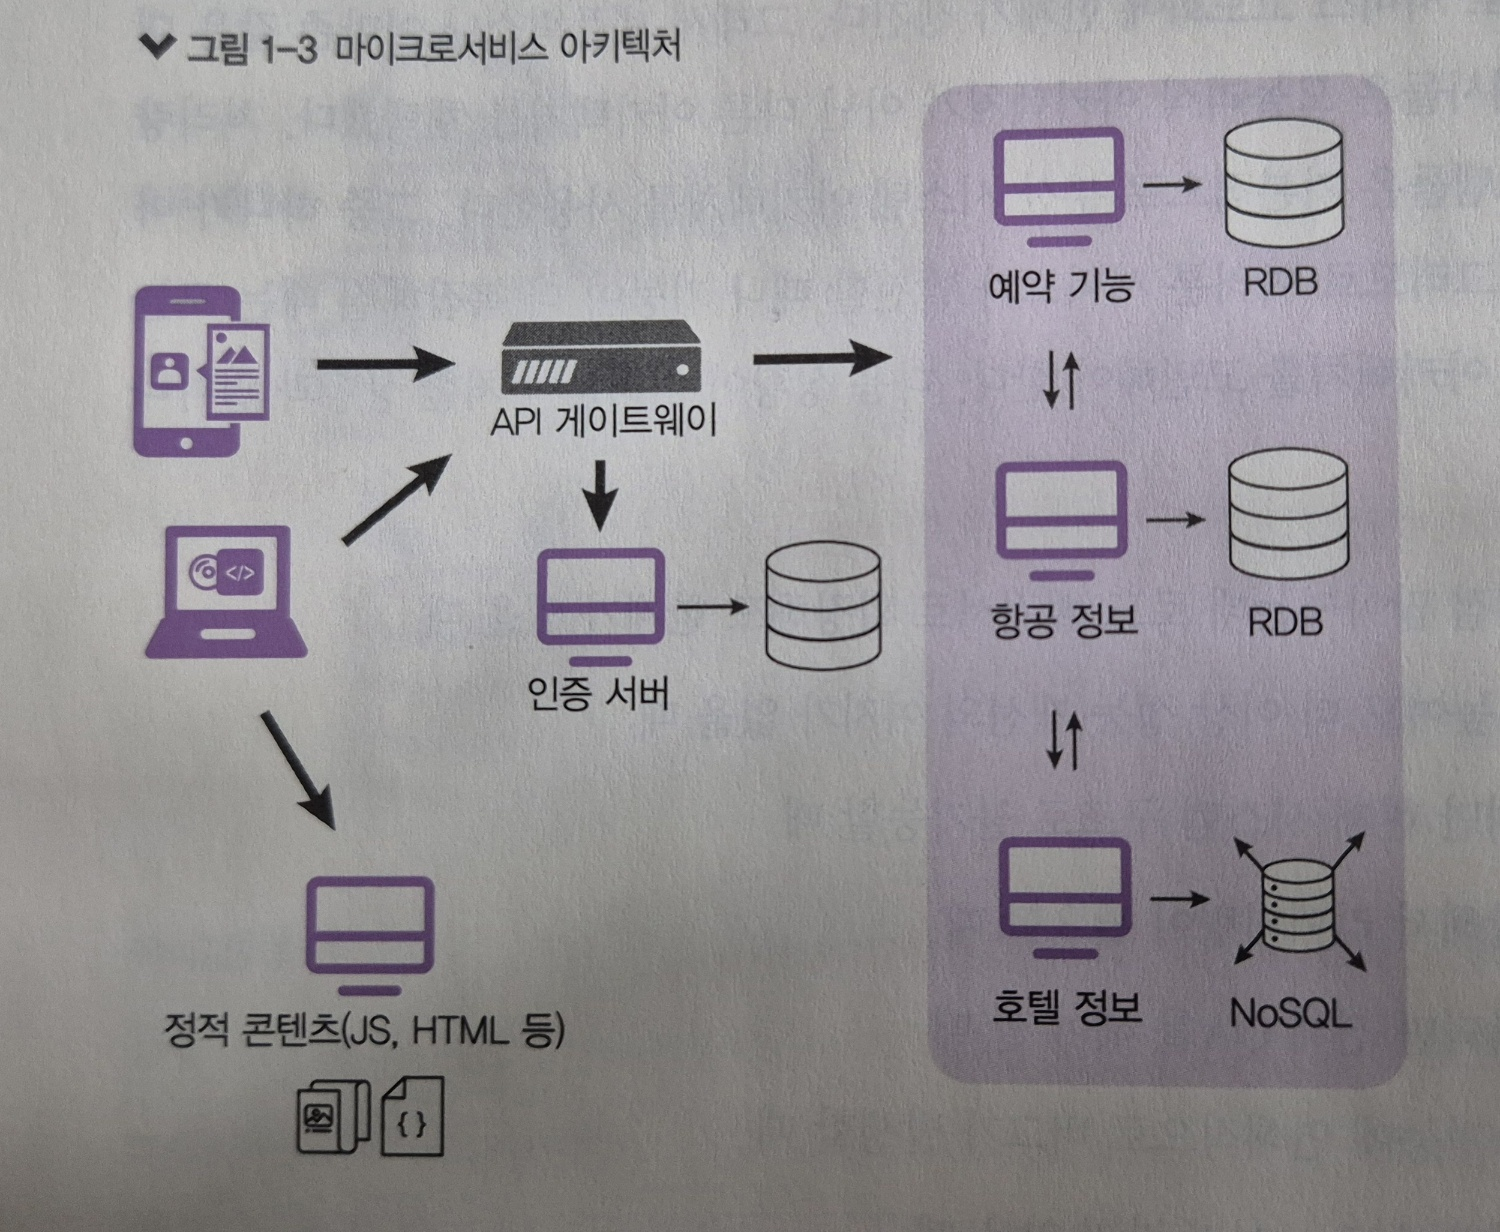 그림 1-3 마이크로서비스 아키텍처
예약 기능
RDB
API 게이트웨이
</>
항공 정보
RDB
인증 서버
호텔 정보
NoSQL
정적 콘텐츠(JS, HTML 등)
{ }